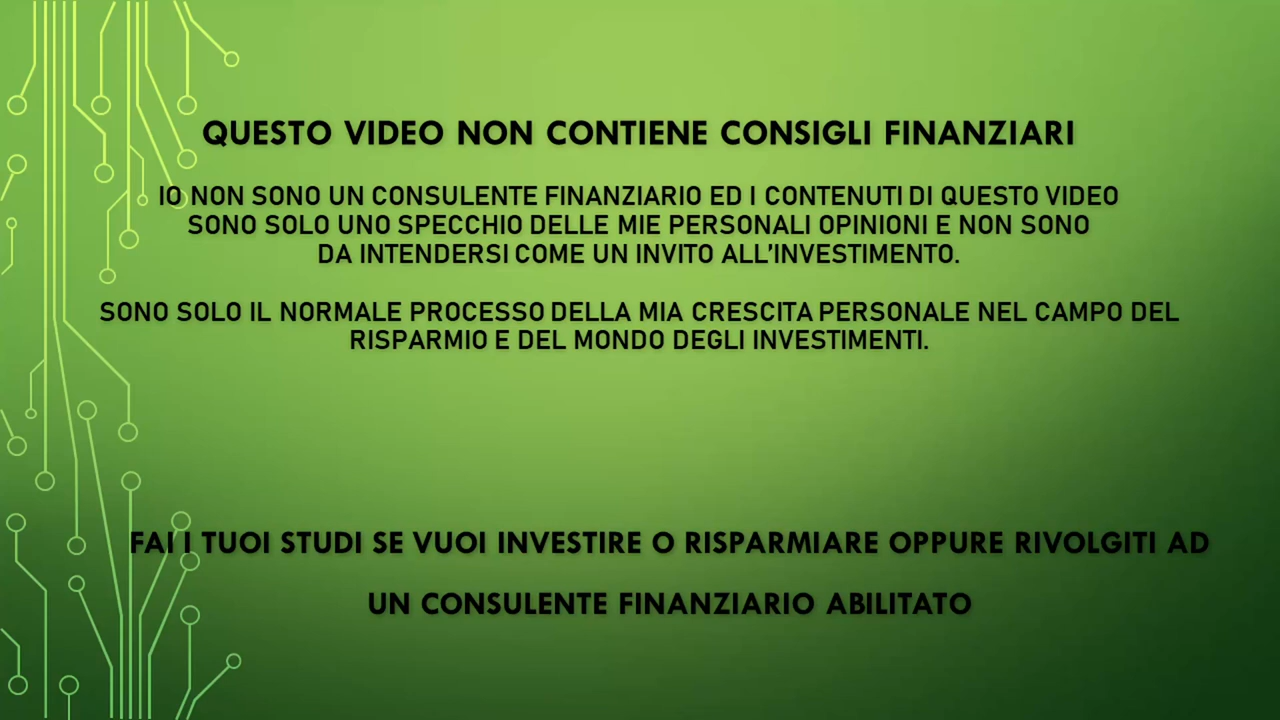 QUESTO VIDEO NON CONTIENE CONSIGLI FINANZIARI
IO NON SONO UN CONSULENTE FINANZIARIO ED I CONTENUTI DI QUESTO VIDEO
SONO SOLO UNO SPECCHIO DELLE MIE PERSONALI OPINIONI E NON SONO
DA INTENDERSI COME UN INVITO ALL'INVESTIMENTO.
SONO SOLO IL NORMALE PROCESSO DELLA MIA CRESCITA PERSONALE NEL CAMPO DEL
RISPARMIO E DEL MONDO DEGLI INVESTIMENTI.
FAI I TUOI STUDI SE VUOI INVESTIRE O RISPARMIARE OPPURE RIVOLGITI AD
UN CONSULENTE FINANZIARIO ABILITATO